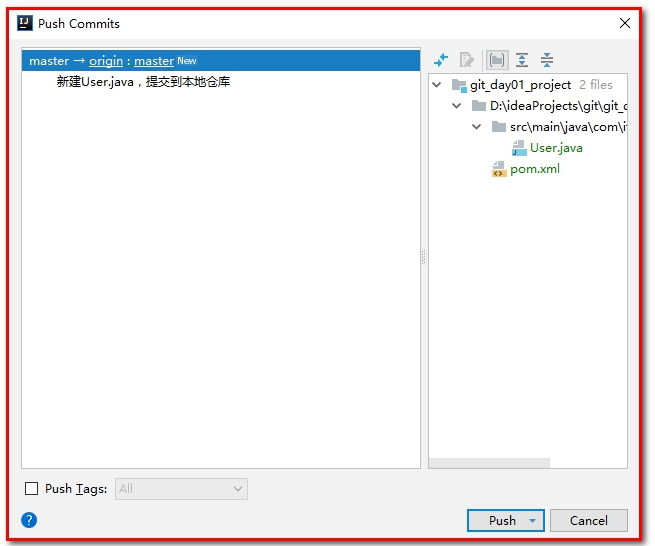 Push Commits
master → origin : master New
新建User.java，提交到本地仓库
git_day01_project 2 files
D:\ideaProjects\git\git_
src\main\java\com\
User.java
pom.xml
Push Tags: All
Push Cancel